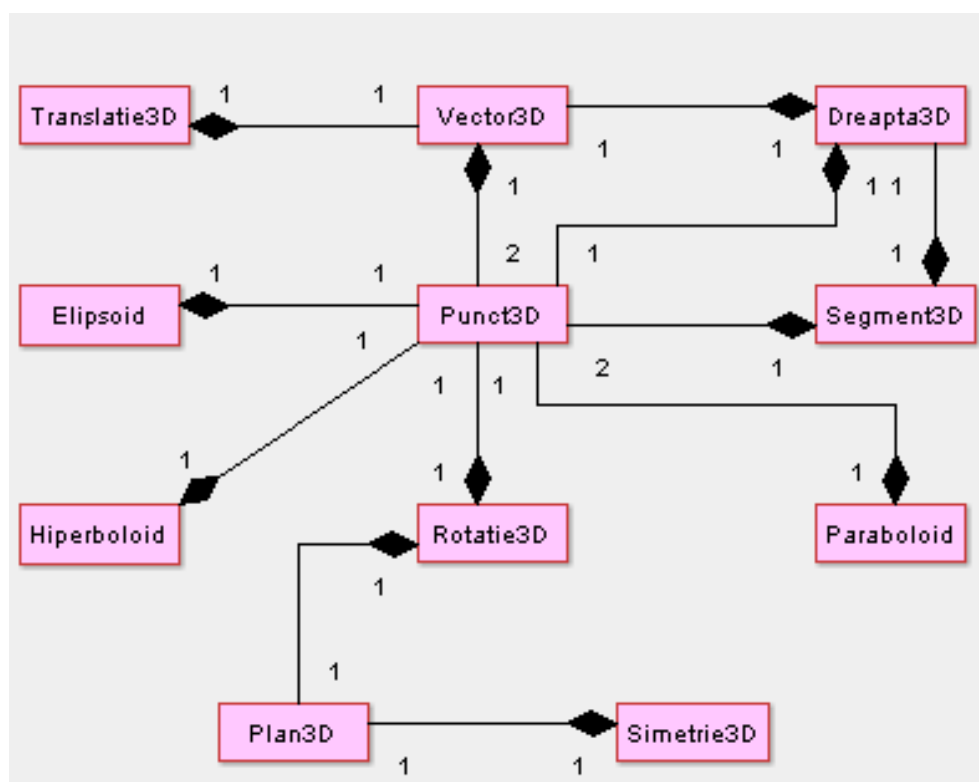 1 1
Translatie3D Vector3D Dreapta3D
1 1
1 1 1
2 1 1
1 1
Elipsoid Punct3D Segment3D
1
2 1
1 1
1 1 1
Hiperboloid Rotatie3D Paraboloid
1
1
Plan3D Simetrie3D
1 1